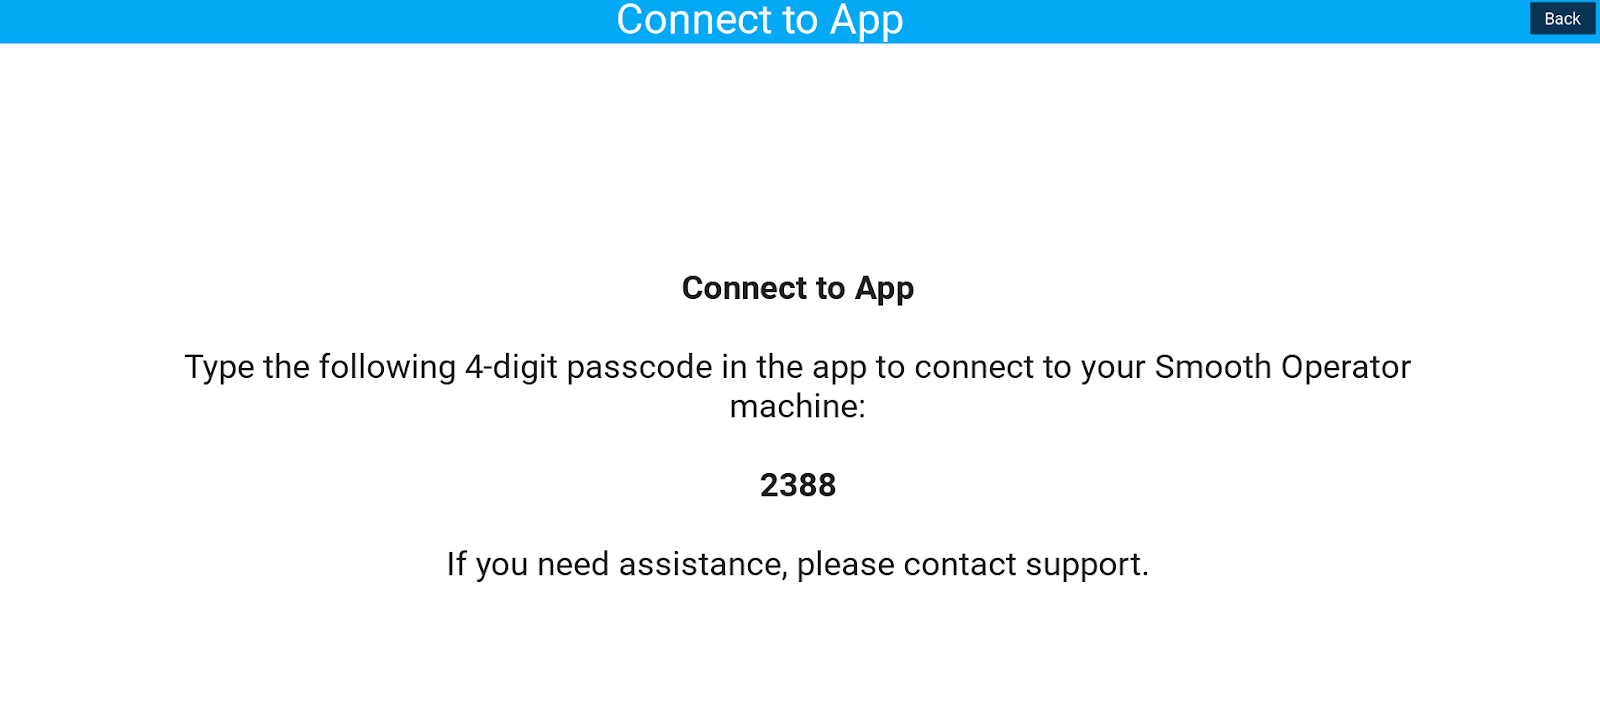 Connect to App
Back
Connect to App
Type the following 4-digit passcode in the app to connect to your Smooth Operator
machine:
2388
If you need assistance, please contact support.